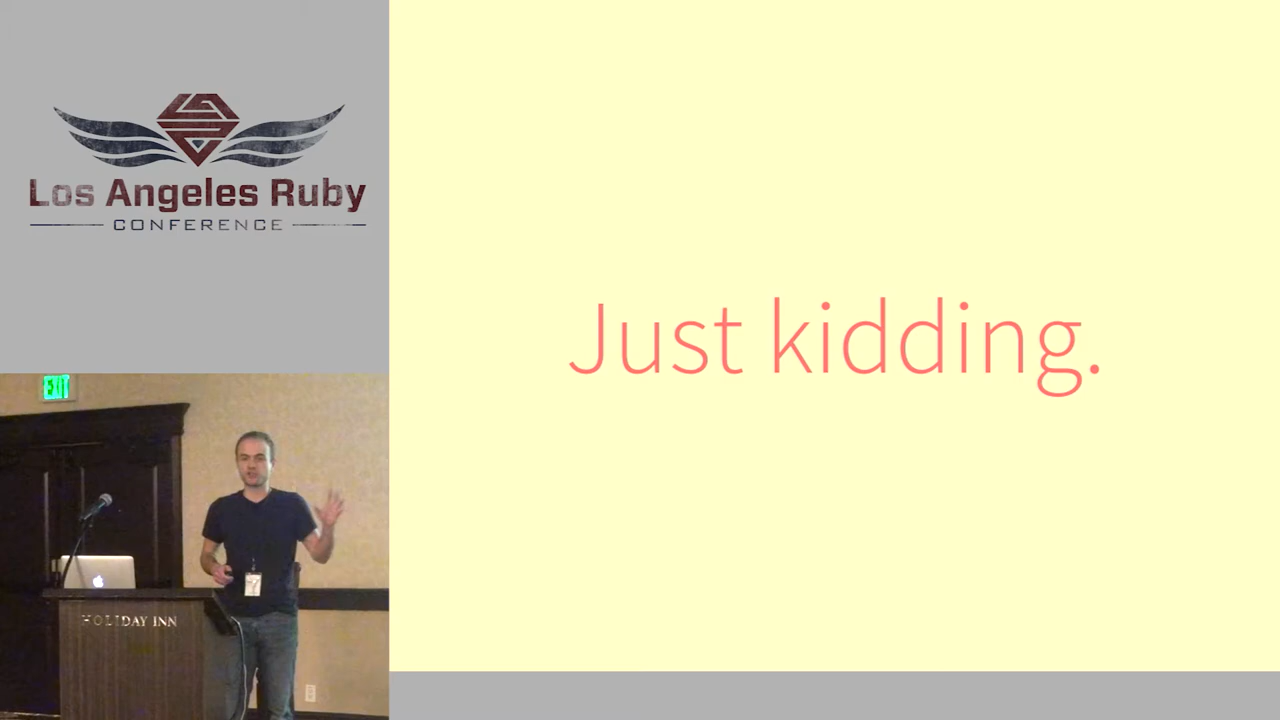 Los Angeles Ruby
CONFERENCE
Just kidding.
EXIT
HOLIDAY INN